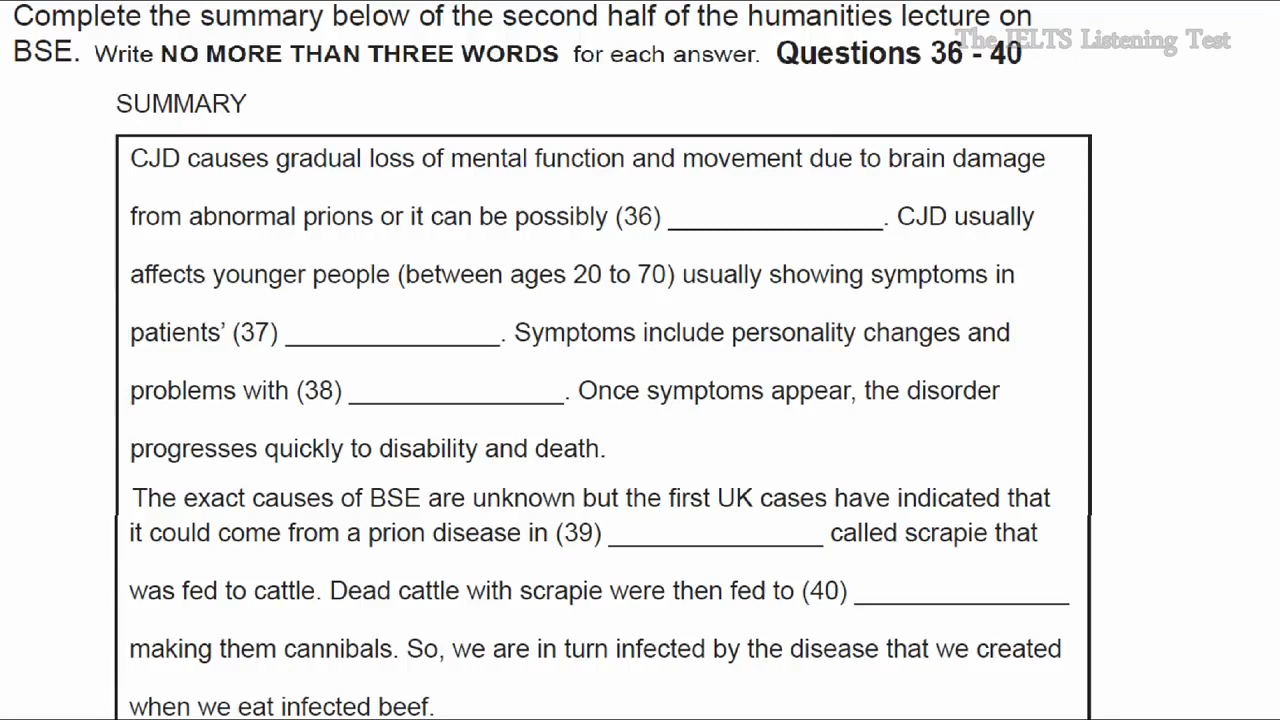 Complete the summary below of the second half of the humanities lecture on
BSE. Write NO MORE THAN THREE WORDS for each answer. Questions 36 - 40
The IELTS Listening Test
SUMMARY
CJD causes gradual loss of mental function and movement due to brain damage
from abnormal prions or it can be possibly (36) _______________. CJD usually
affects younger people (between ages 20 to 70) usually showing symptoms in
patients’ (37) _______________. Symptoms include personality changes and
problems with (38) _______________. Once symptoms appear, the disorder
progresses quickly to disability and death.
The exact causes of BSE are unknown but the first UK cases have indicated that
it could come from a prion disease in (39) _______________ called scrapie that
was fed to cattle. Dead cattle with scrapie were then fed to (40) _______________
making them cannibals. So, we are in turn infected by the disease that we created
when we eat infected beef.